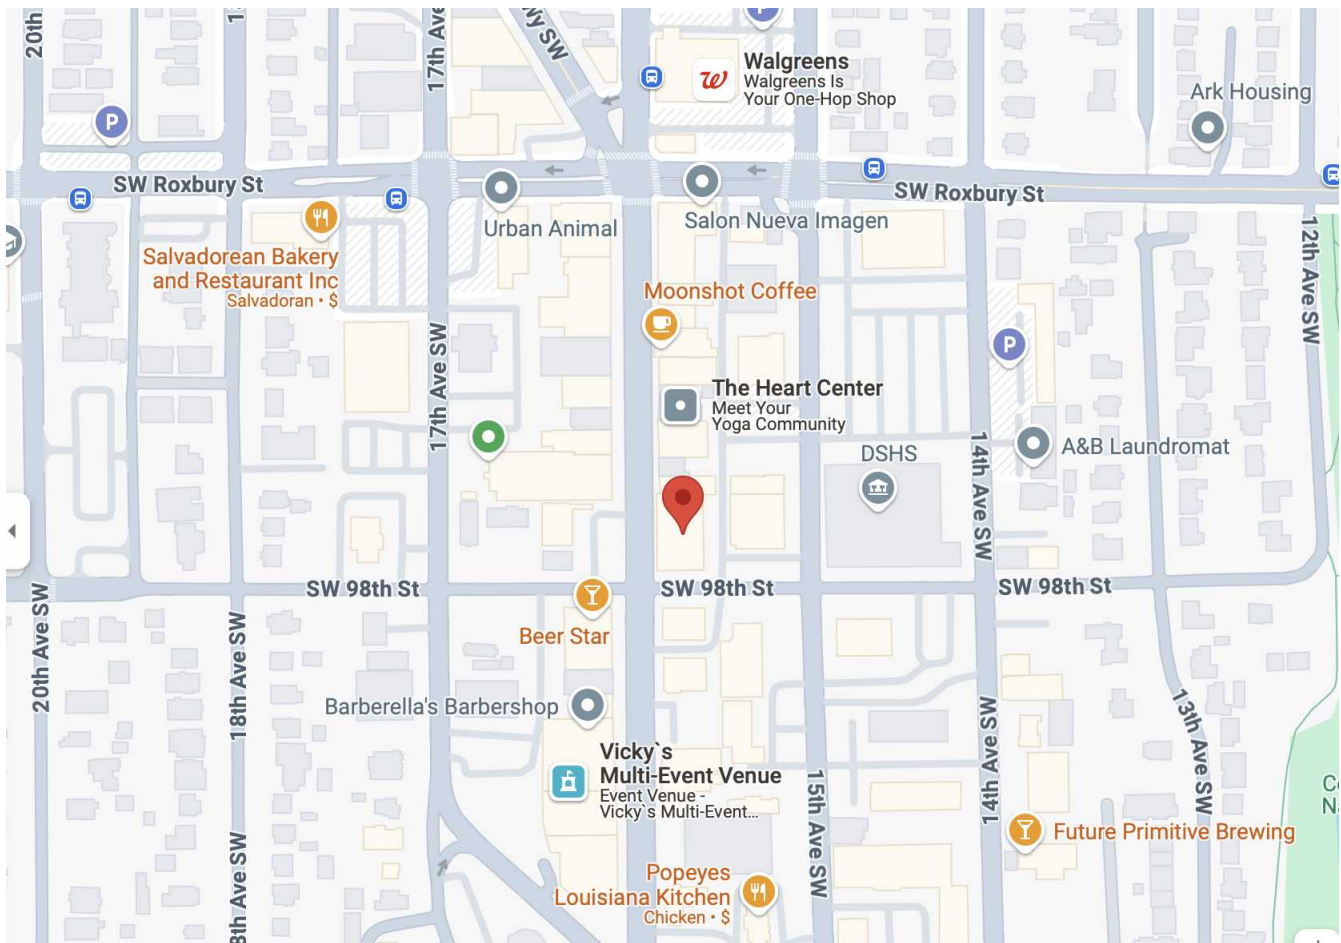 20th
18
17th Ave
Wy SW
P
P
Walgreens
Walgreens Is
Your One-Hop Shop
Ark Housing
SW Roxbury St
SW Roxbury St
Urban Animal
Salon Nueva Imagen
Salvadorean Bakery
and Restaurant Inc
Salvadoran • $
12th Ave SW
Moonshot Coffee
17th Ave SW
P
The Heart Center
Meet Your
Yoga Community
DSHS
14th Ave SW
A&B Laundromat
SW 98th St
SW 98th St
SW 98th St
20th Ave SW
18th Ave SW
Beer Star
Barberella's Barbershop
13th Ave SW
14th Ave SW
Vicky`s
Multi-Event Venue
Event Venue -
Vicky`s Multi-Event...
15th Ave SW
8th Ave SW
Future Primitive Brewing
Popeyes
Louisiana Kitchen
Chicken • $